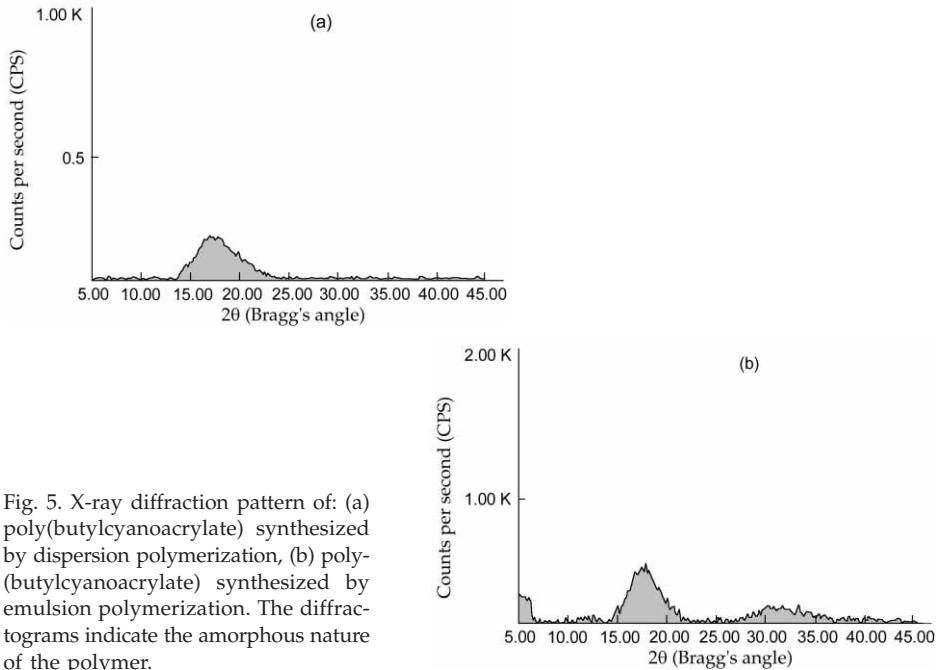 1.00 K
(a)
0.5
Counts per second (CPS)
5.00 10.00 15.00 20.00 25.00 30.00 35.00 40.00 45.00
2θ (Bragg's angle)
2.00 K
(b)
1.00 K
Counts per second (CPS)
5.00 10.00 15.00 20.00 25.00 30.00 35.00 40.00 45.00
2θ (Bragg's angle)
Fig. 5. X-ray diffraction pattern of: (a)
poly(butylcyanoacrylate) synthesized
by dispersion polymerization, (b) poly-
(butylcyanoacrylate) synthesized by
emulsion polymerization. The diffrac-
tograms indicate the amorphous nature
of the polymer.